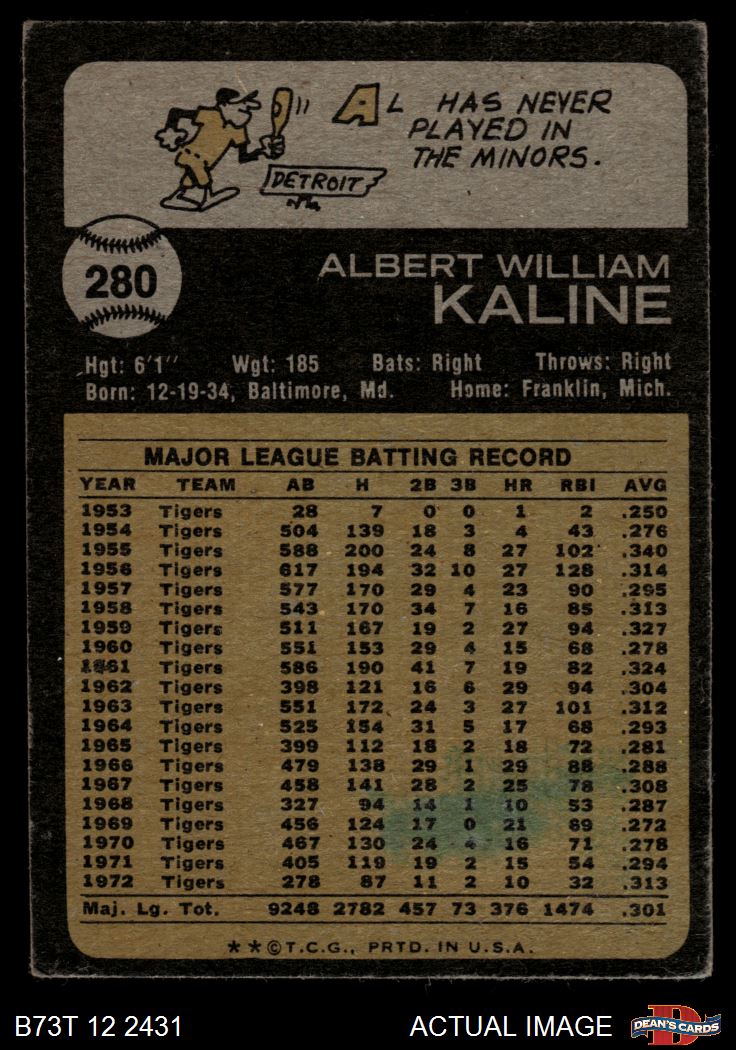 AL HAS NEVER
PLAYED IN
THE MINORS.
DETROIT
280
ALBERT WILLIAM
KALINE
Hgt: 6'1" Wgt: 185 Bats: Right Throws: Right
Born: 12-19-34, Baltimore, Md. Home: Franklin, Mich.
MAJOR LEAGUE BATTING RECORD
YEAR TEAM AB H 2B 3B HR RBI AVG
1953 Tigers 28 7 0 0 1 2 .250
1954 Tigers 504 139 18 3 4 43 .276
1955 Tigers 588 200 24 8 27 102 .340
1956 Tigers 617 194 32 10 27 128 .314
1957 Tigers 577 170 29 4 23 90 .295
1958 Tigers 543 170 34 7 16 85 .313
1959 Tigers 511 167 19 2 27 94 .327
1960 Tigers 551 153 29 4 15 68 .278
1961 Tigers 586 190 41 7 19 82 .324
1962 Tigers 398 121 16 6 29 94 .304
1963 Tigers 551 172 24 3 27 101 .312
1964 Tigers 525 154 31 5 17 68 .293
1965 Tigers 399 112 18 2 18 72 .281
1966 Tigers 479 138 29 1 29 88 .288
1967 Tigers 458 141 28 2 25 78 .308
1968 Tigers 327 94 14 1 10 53 .287
1969 Tigers 456 124 17 0 21 69 .272
1970 Tigers 467 130 24 4 16 71 .278
1971 Tigers 405 119 19 2 15 54 .294
1972 Tigers 278 87 11 2 10 32 .313
Maj. Lg. Tot. 9248 2782 457 73 376 1474 .301
**©T.C.G., PRTD. IN U.S.A.
B73T 12 2431 ACTUAL IMAGE
D
DEAN'S CARDS